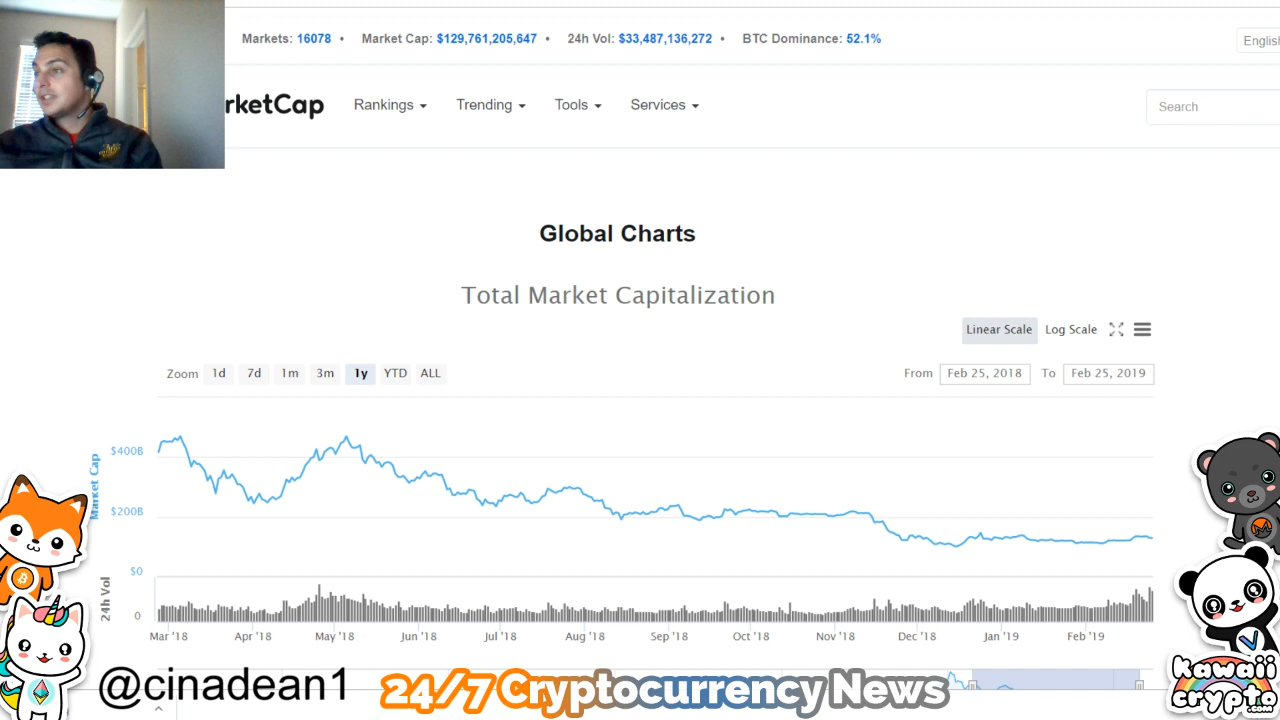 Markets: 16078 • Market Cap: $129,761,205,647 • 24h Vol: $33,487,136,272 • BTC Dominance: 52.1%
English
rketCap Rankings Trending Tools Services
Search
Global Charts
Total Market Capitalization
Linear Scale Log Scale
Zoom 1d 7d 1m 3m 1y YTD ALL From Feb 25, 2018 To Feb 25, 2019
Market Cap
$400B
$200B
$0
24h Vol
0
Mar '18 Apr '18 May '18 Jun '18 Jul '18 Aug '18 Sep '18 Oct '18 Nov '18 Dec '18 Jan '19 Feb '19
@cinadean1
24/7 Cryptocurrency News
kawaii
crypto
.com